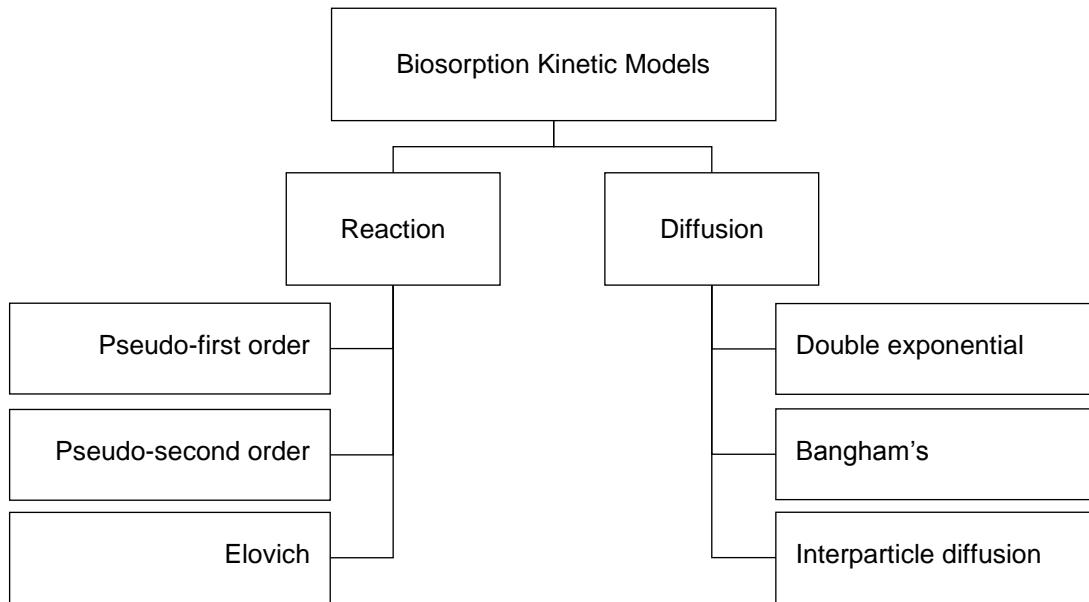 Biosorption Kinetic Models
Reaction
Diffusion
Pseudo-first order
Double exponential
Pseudo-second order
Bangham’s
Elovich
Interparticle diffusion